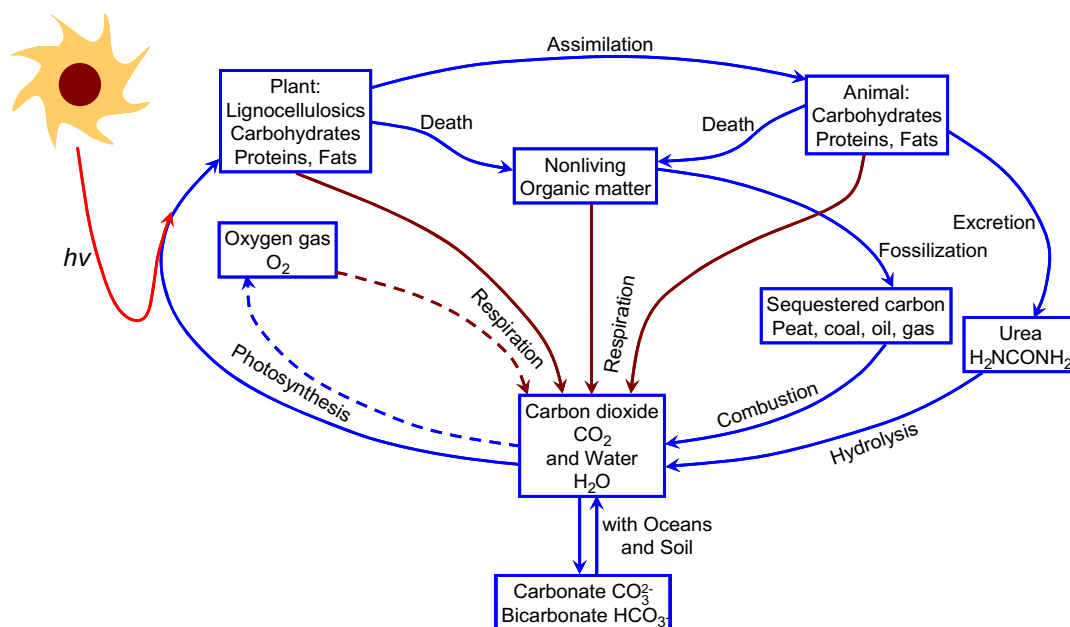 Assimilation
Plant:
Lignocellulosics
Carbohydrates
Proteins, Fats
Animal:
Carbohydrates
Proteins, Fats
Death
Death
Nonliving
Organic matter
Excretion
hν
Oxygen gas
O₂
Fossilization
Respiration
Respiration
Sequestered carbon
Peat, coal, oil, gas
Urea
H₂NCONH₂
Photosynthesis
Carbon dioxide
CO₂
and Water
H₂O
Combustion
Hydrolysis
with Oceans
and Soil
Carbonate CO₃²⁻
Bicarbonate HCO₃-